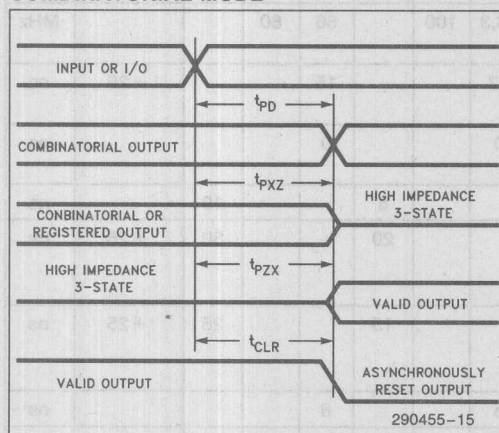 INPUT OR I/O
tPD
COMBINATORIAL OUTPUT
tPXZ
HIGH IMPEDANCE
3-STATE
CONBINATORIAL OR
REGISTERED OUTPUT
HIGH IMPEDANCE
3-STATE
tPZX
VALID OUTPUT
tCLR
VALID OUTPUT
ASYNCHRONOUSLY
RESET OUTPUT
290455-15